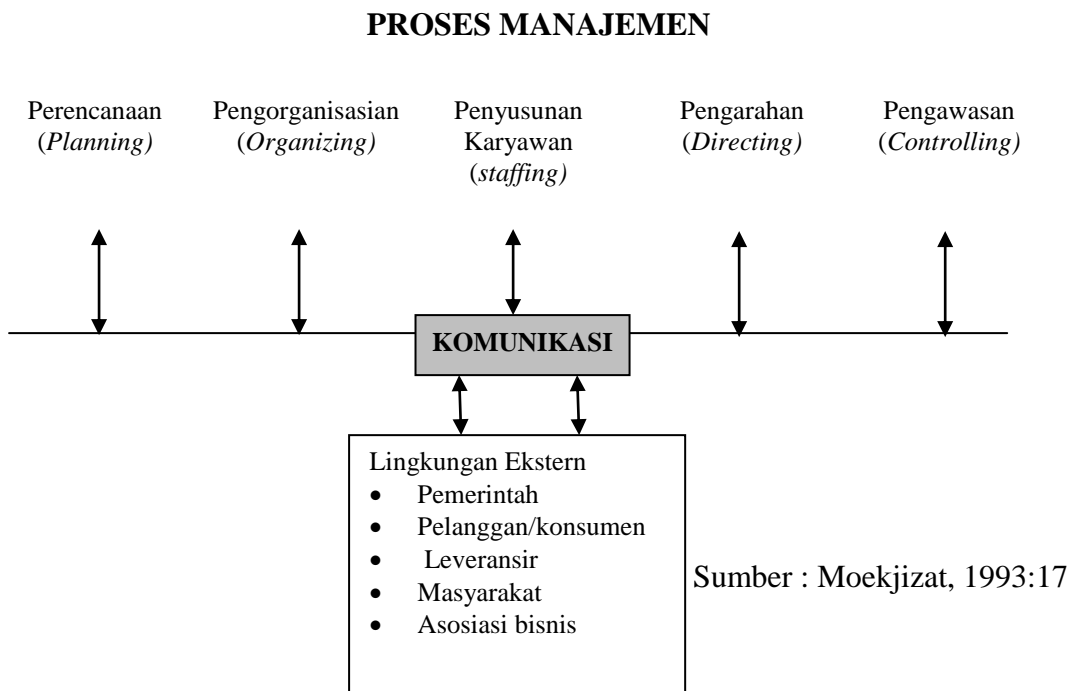 PROSES MANAJEMEN
Perencanaan
(Planning)
Pengorganisasian
(Organizing)
Penyusunan
Karyawan
(staffing)
Pengarahan
(Directing)
Pengawasan
(Controlling)
KOMUNIKASI
Lingkungan Ekstern
• Pemerintah
• Pelanggan/konsumen
• Leveransir
• Masyarakat
• Asosiasi bisnis
Sumber : Moekjizat, 1993:17